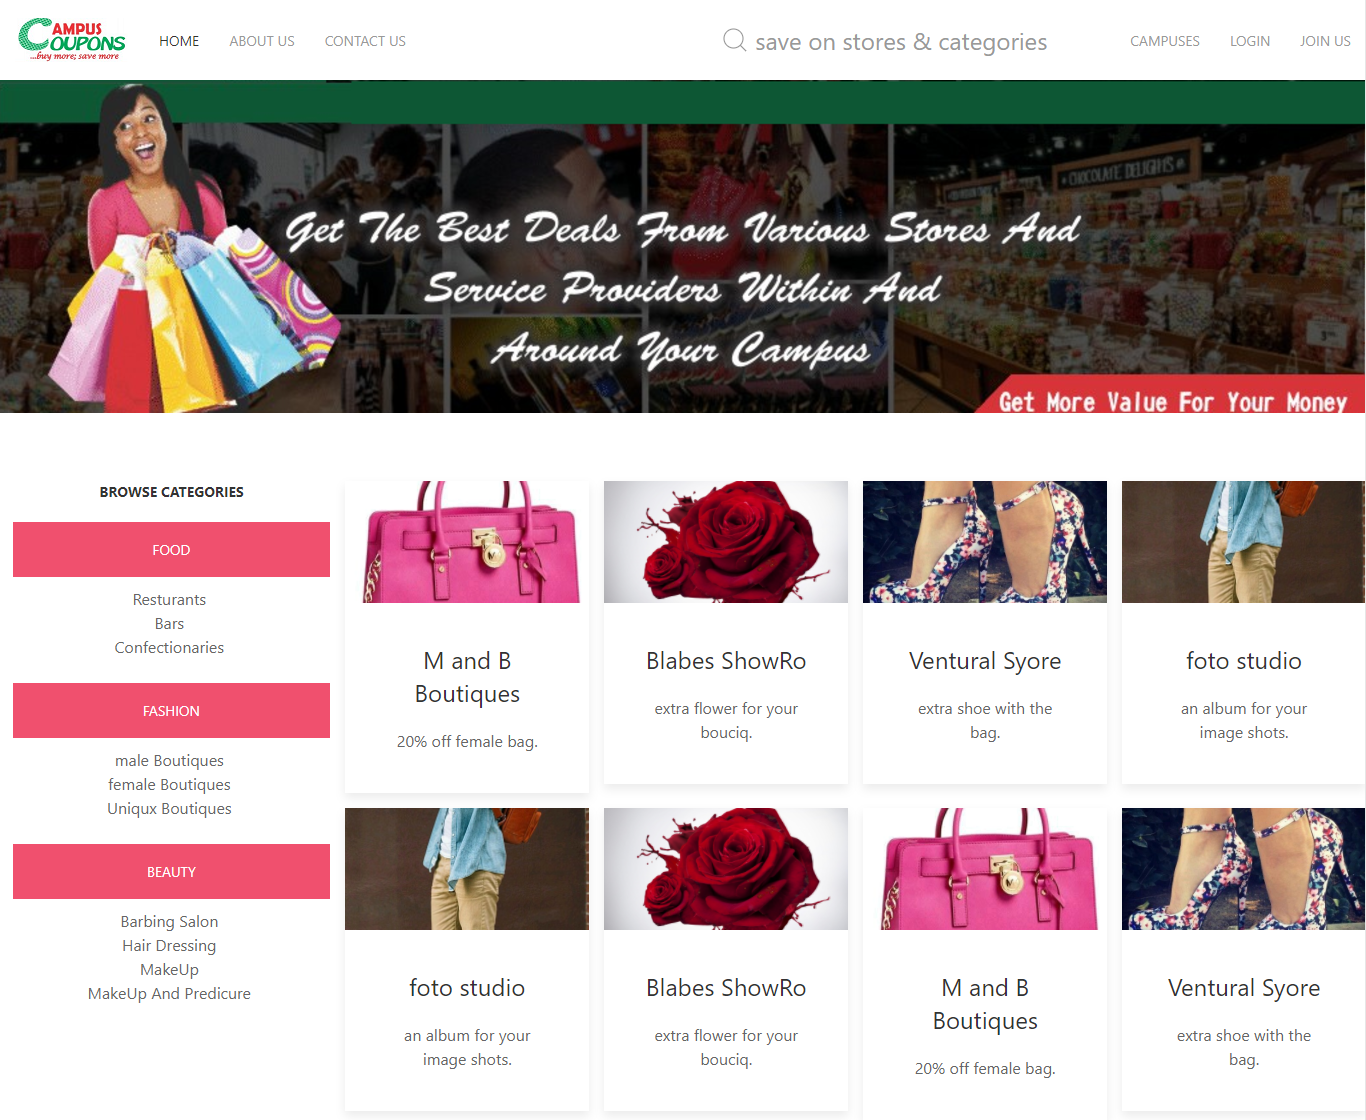 CAMPUS
COUPONS
...buy more; save more
HOME
ABOUT US
CONTACT US
save on stores & categories
CAMPUSES
LOGIN
JOIN US
CHOCOLATE DELIGHTS
Get The Best Deals From Various Stores And
Service Providers Within And
Around Your Campus
Get More Value For Your Money
BROWSE CATEGORIES
FOOD
Resturants
Bars
Confectionaries
FASHION
male Boutiques
female Boutiques
Uniqux Boutiques
BEAUTY
Barbing Salon
Hair Dressing
MakeUp
MakeUp And Predicure
M and B
Boutiques
20% off female bag.
Blabes ShowRo
extra flower for your
bouciq.
Ventural Syore
extra shoe with the
bag.
foto studio
an album for your
image shots.
foto studio
an album for your
image shots.
Blabes ShowRo
extra flower for your
bouciq.
M and B
Boutiques
20% off female bag.
Ventural Syore
extra shoe with the
bag.